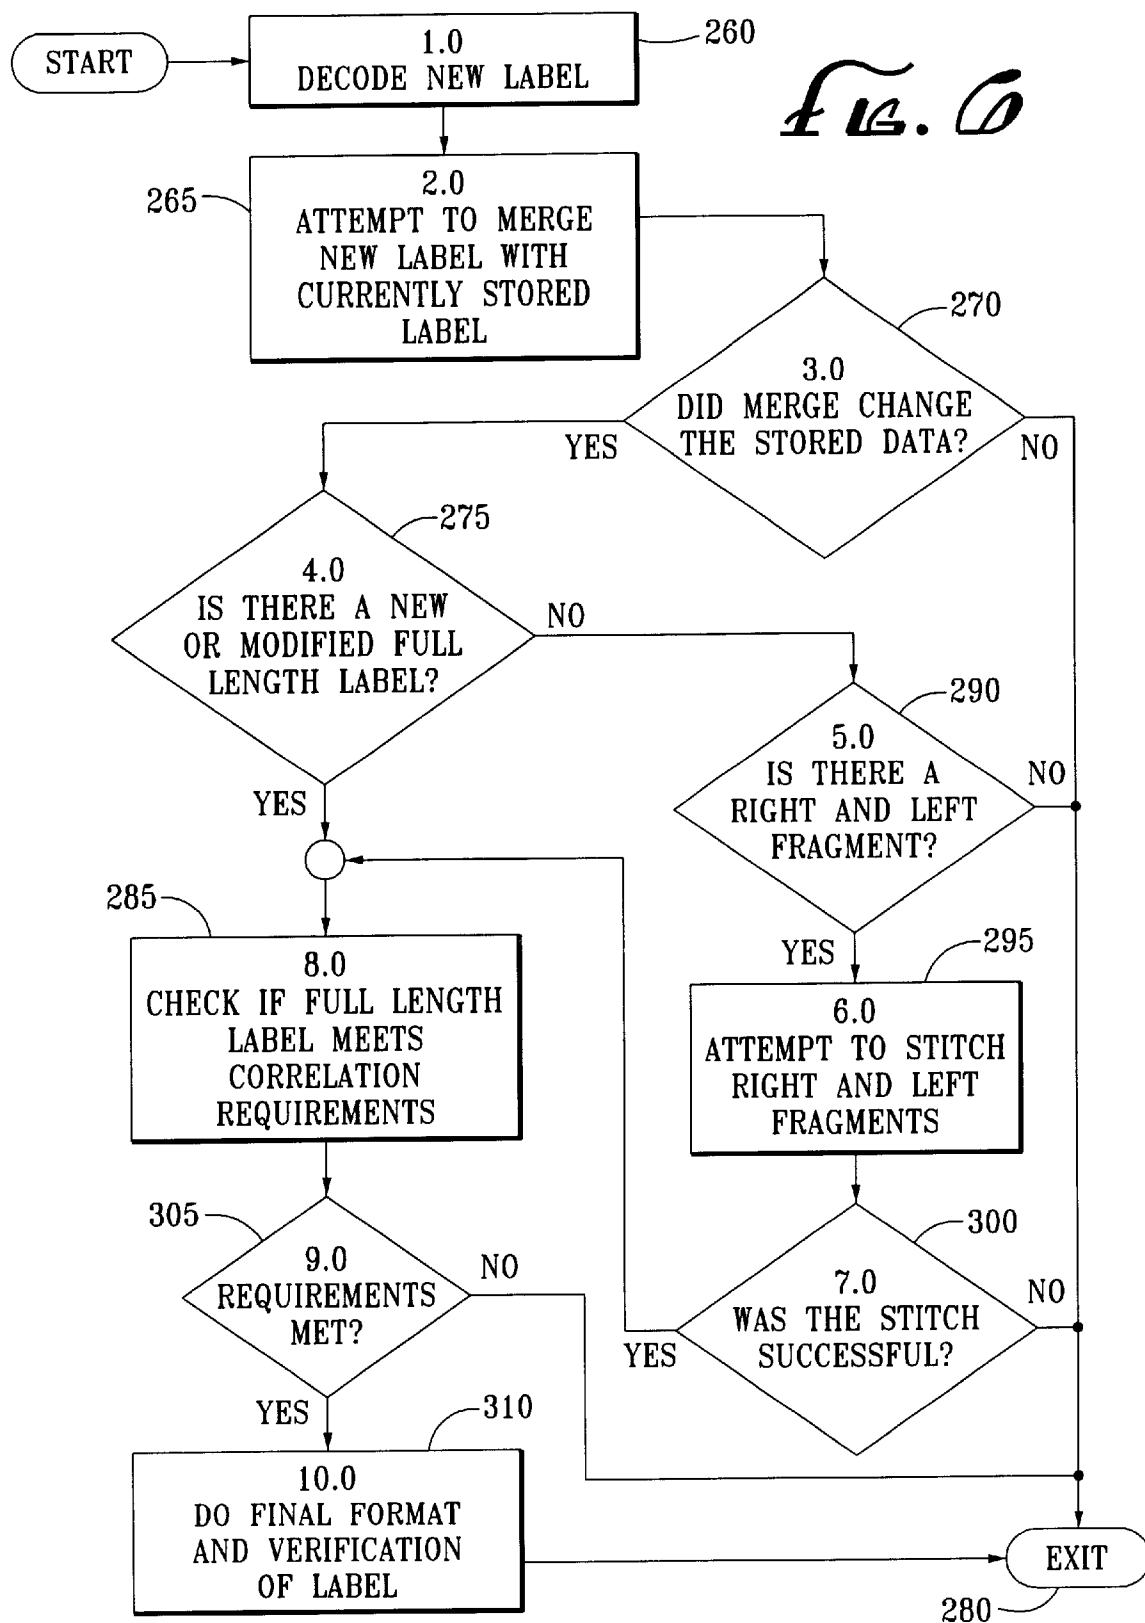 START
1.0
DECODE NEW LABEL
260
FIG. 6
2.0
ATTEMPT TO MERGE
NEW LABEL WITH
CURRENTLY STORED
LABEL
265
270
3.0
DID MERGE CHANGE
THE STORED DATA?
YES
NO
275
4.0
IS THERE A NEW
OR MODIFIED FULL
LENGTH LABEL?
NO
YES
290
5.0
IS THERE A
RIGHT AND LEFT
FRAGMENT?
NO
YES
285
8.0
CHECK IF FULL LENGTH
LABEL MEETS
CORRELATION
REQUIREMENTS
295
6.0
ATTEMPT TO STITCH
RIGHT AND LEFT
FRAGMENTS
305
9.0
REQUIREMENTS
MET?
NO
YES
300
7.0
WAS THE STITCH
SUCCESSFUL?
NO
YES
310
10.0
DO FINAL FORMAT
AND VERIFICATION
OF LABEL
EXIT
280